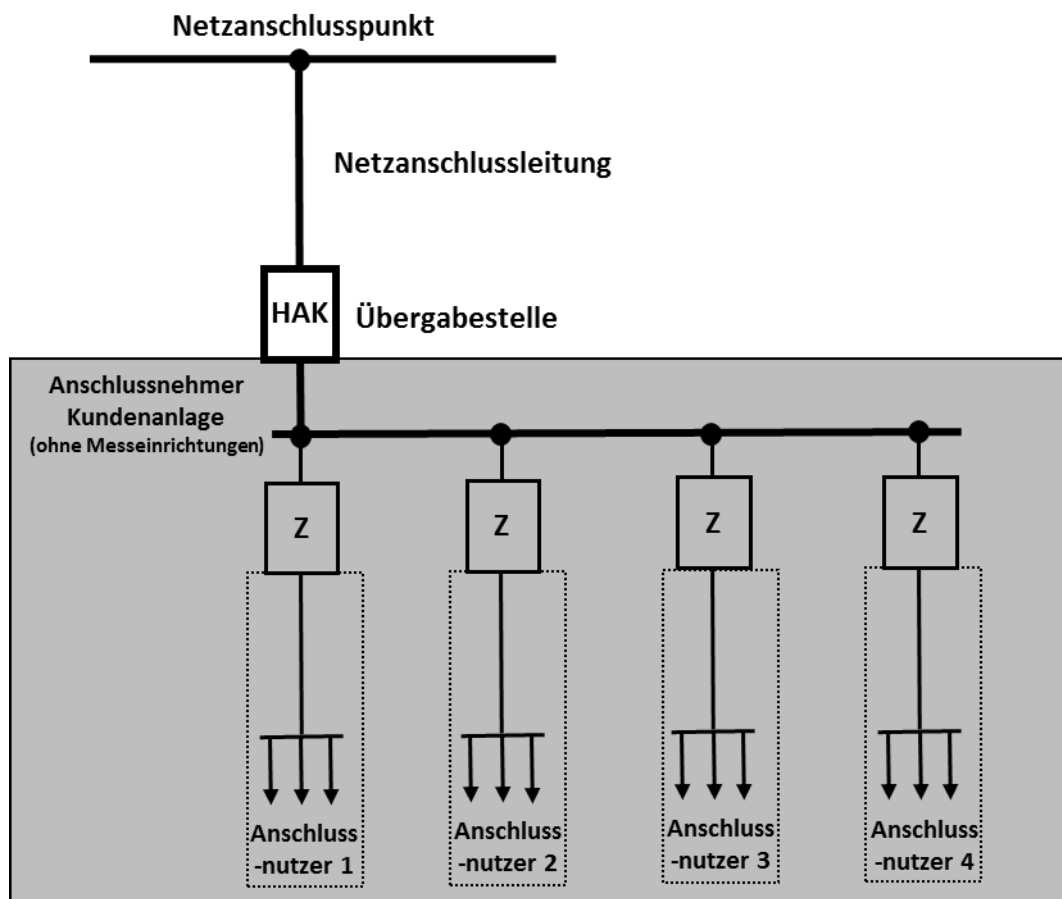 Netzanschlusspunkt
Netzanschlussleitung
HAK
Übergabestelle
Anschlussnehmer
Kundenanlage
(ohne Messeinrichtungen)
Z
Z
Z
Z
Anschluss
-nutzer 1
Anschluss
-nutzer 2
Anschluss
-nutzer 3
Anschluss
-nutzer 4